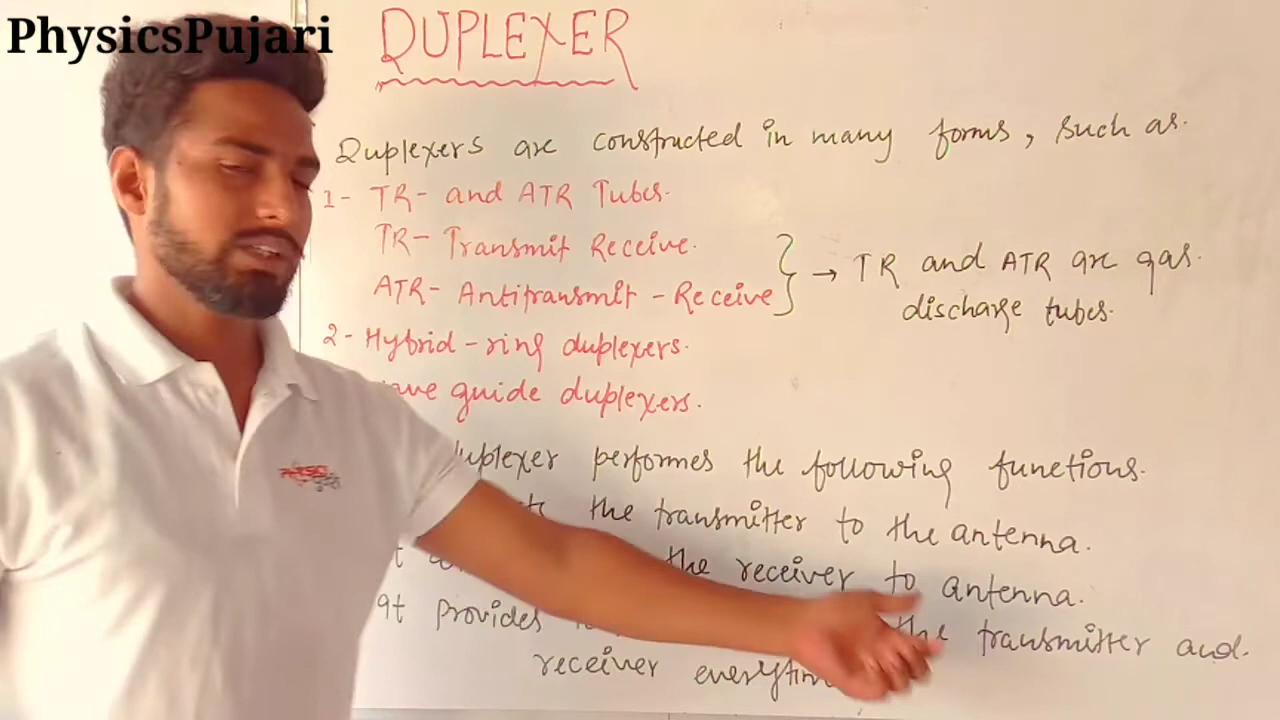 PhysicsPujari
DUPLEXER
Duplexers are constructed in many forms, such as.
1- TR- and ATR Tubes.
TR- Transmit Receive.
ATR- Antitransmit - Receive
→ TR and ATR are gas.
discharge tubes.
2- Hybrid-ring duplexers.
guide duplexers.
performes the following functions.
the transmitter to the antenna.
the receiver to antenna.
It provides the transmitter and.
receiver